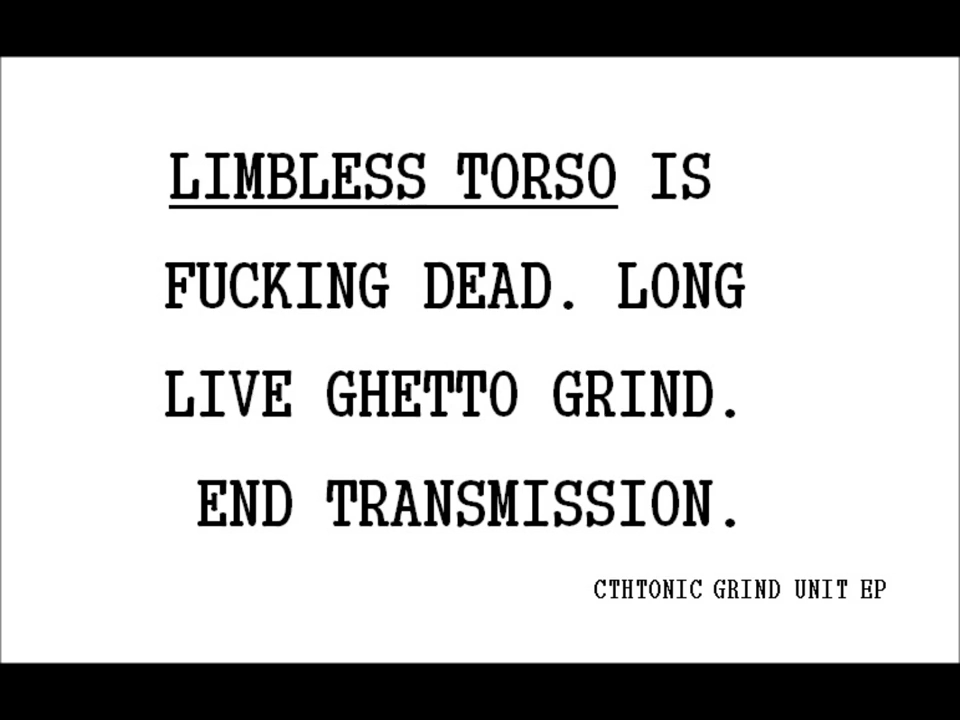 LIMBLESS TORSO IS
FUCKING DEAD. LONG
LIVE GHETTO GRIND.
END TRANSMISSION.
CTHTONIC GRIND UNIT EP